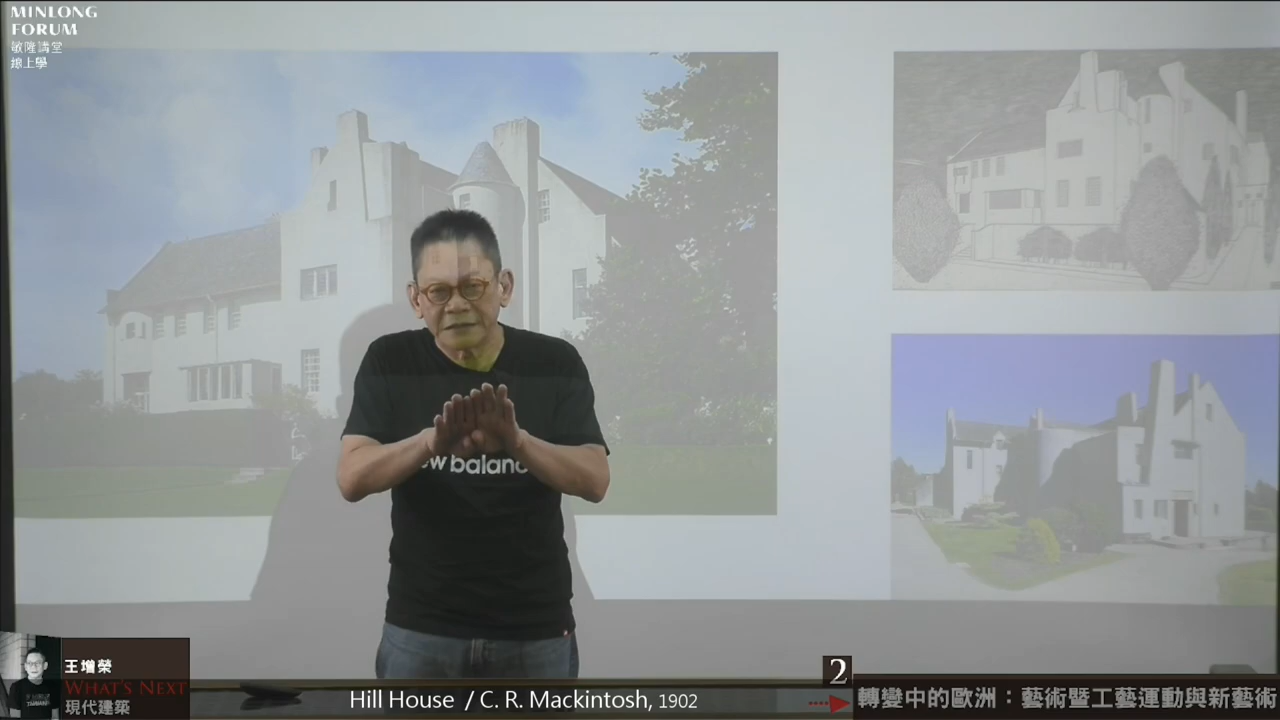 MINLONG
FORUM
敏隆講堂
線上學
new balance
王增榮
WHAT'S NEXT
現代建築
Hill House / C. R. Mackintosh, 1902
2
轉變中的歐洲：藝術暨工藝運動與新藝術